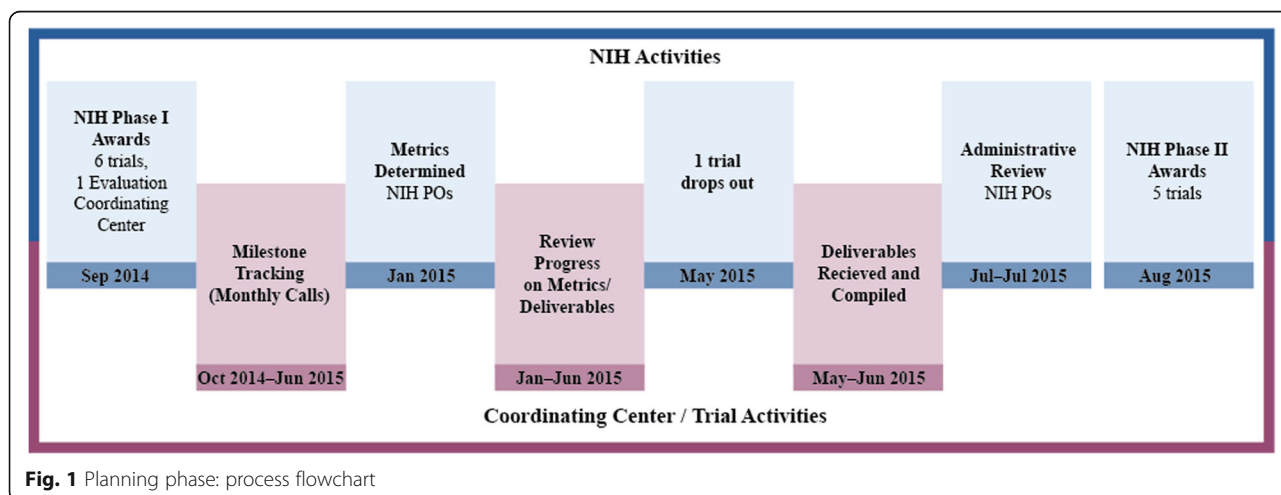 NIH Activities
NIH Phase I
Awards
6 trials,
1 Evaluation
Coordinating
Center
Sep 2014
Milestone
Tracking
(Monthly Calls)
Oct 2014–Jun 2015
Metrics
Determined
NIH POs
Jan 2015
Review
Progress
on Metrics/
Deliverables
Jan–Jun 2015
1 trial
drops out
May 2015
Deliverables
Recieved and
Compiled
May–Jun 2015
Administrative
Review
NIH POs
Jul–Jul 2015
NIH Phase II
Awards
5 trials
Aug 2015
Coordinating Center / Trial Activities
Fig. 1 Planning phase: process flowchart